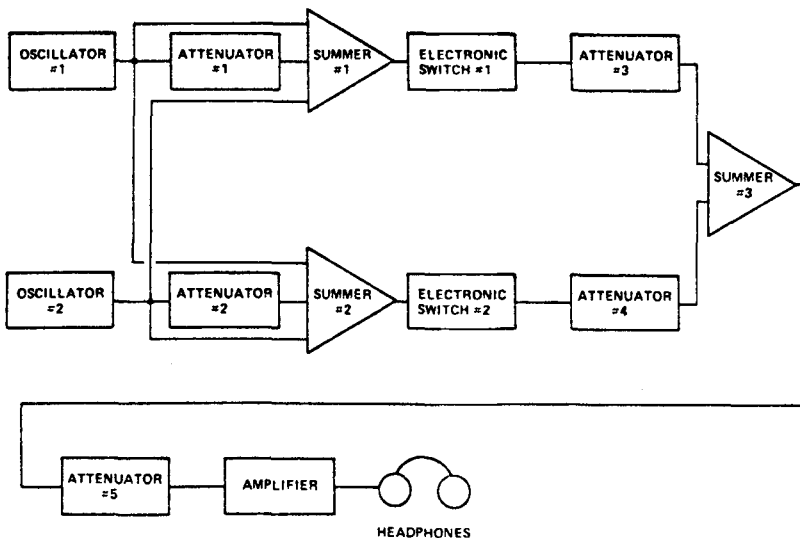 OSCILLATOR
#1
ATTENUATOR
#1
SUMMER
#1
ELECTRONIC
SWITCH #1
ATTENUATOR
#3
SUMMER
#3
OSCILLATOR
#2
ATTENUATOR
#2
SUMMER
#2
ELECTRONIC
SWITCH #2
ATTENUATOR
#4
ATTENUATOR
#5
AMPLIFIER
HEADPHONES